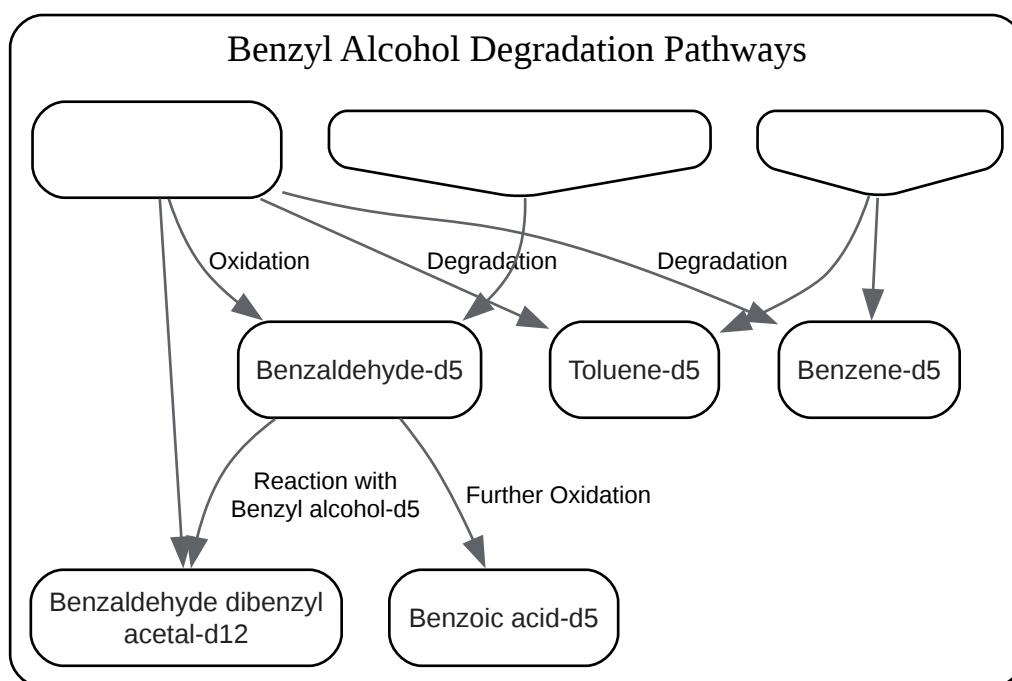 Benzyl Alcohol Degradation Pathways
Oxidation
Degradation
Degradation
Benzaldehyde-d5
Toluene-d5
Benzene-d5
Reaction with
Benzyl alcohol-d5
Further Oxidation
Benzaldehyde dibenzyl
acetal-d12
Benzoic acid-d5